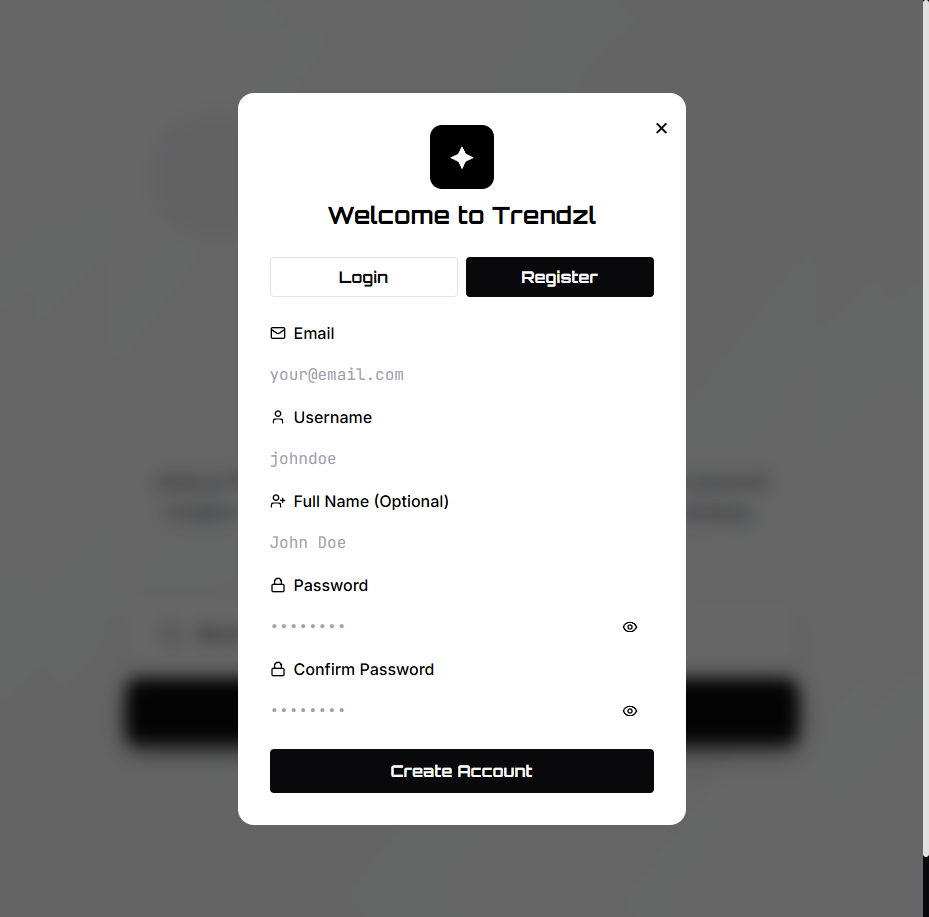 Welcome to Trendzl
Login
Register
Email
your@email.com
Username
johndoe
Full Name (Optional)
John Doe
Password
••••••••
Confirm Password
••••••••
Create Account